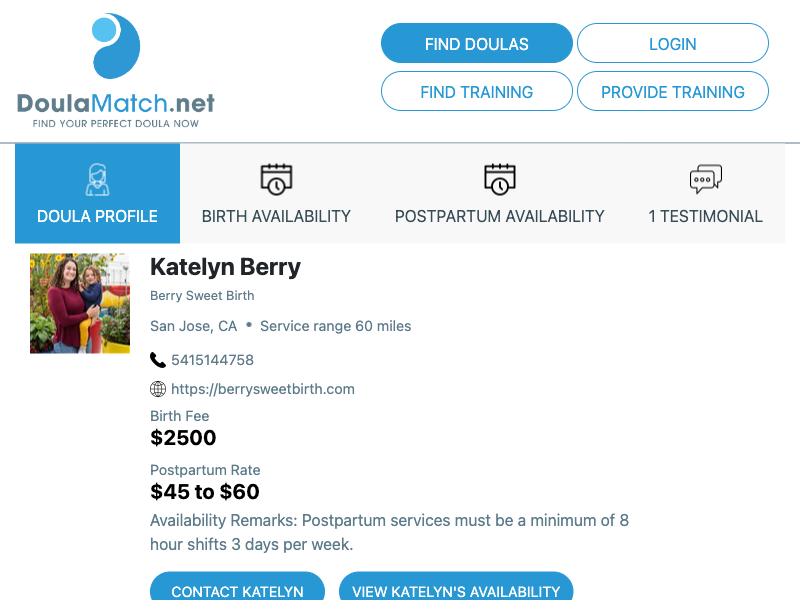 DoulaMatch.net
FIND YOUR PERFECT DOULA NOW
FIND DOULAS
LOGIN
FIND TRAINING
PROVIDE TRAINING
DOULA PROFILE
BIRTH AVAILABILITY
POSTPARTUM AVAILABILITY
1 TESTIMONIAL
Katelyn Berry
Berry Sweet Birth
San Jose, CA • Service range 60 miles
5415144758
https://berrysweetbirth.com
Birth Fee
$2500
Postpartum Rate
$45 to $60
Availability Remarks: Postpartum services must be a minimum of 8
hour shifts 3 days per week.
CONTACT KATELYN
VIEW KATELYN'S AVAILABILITY